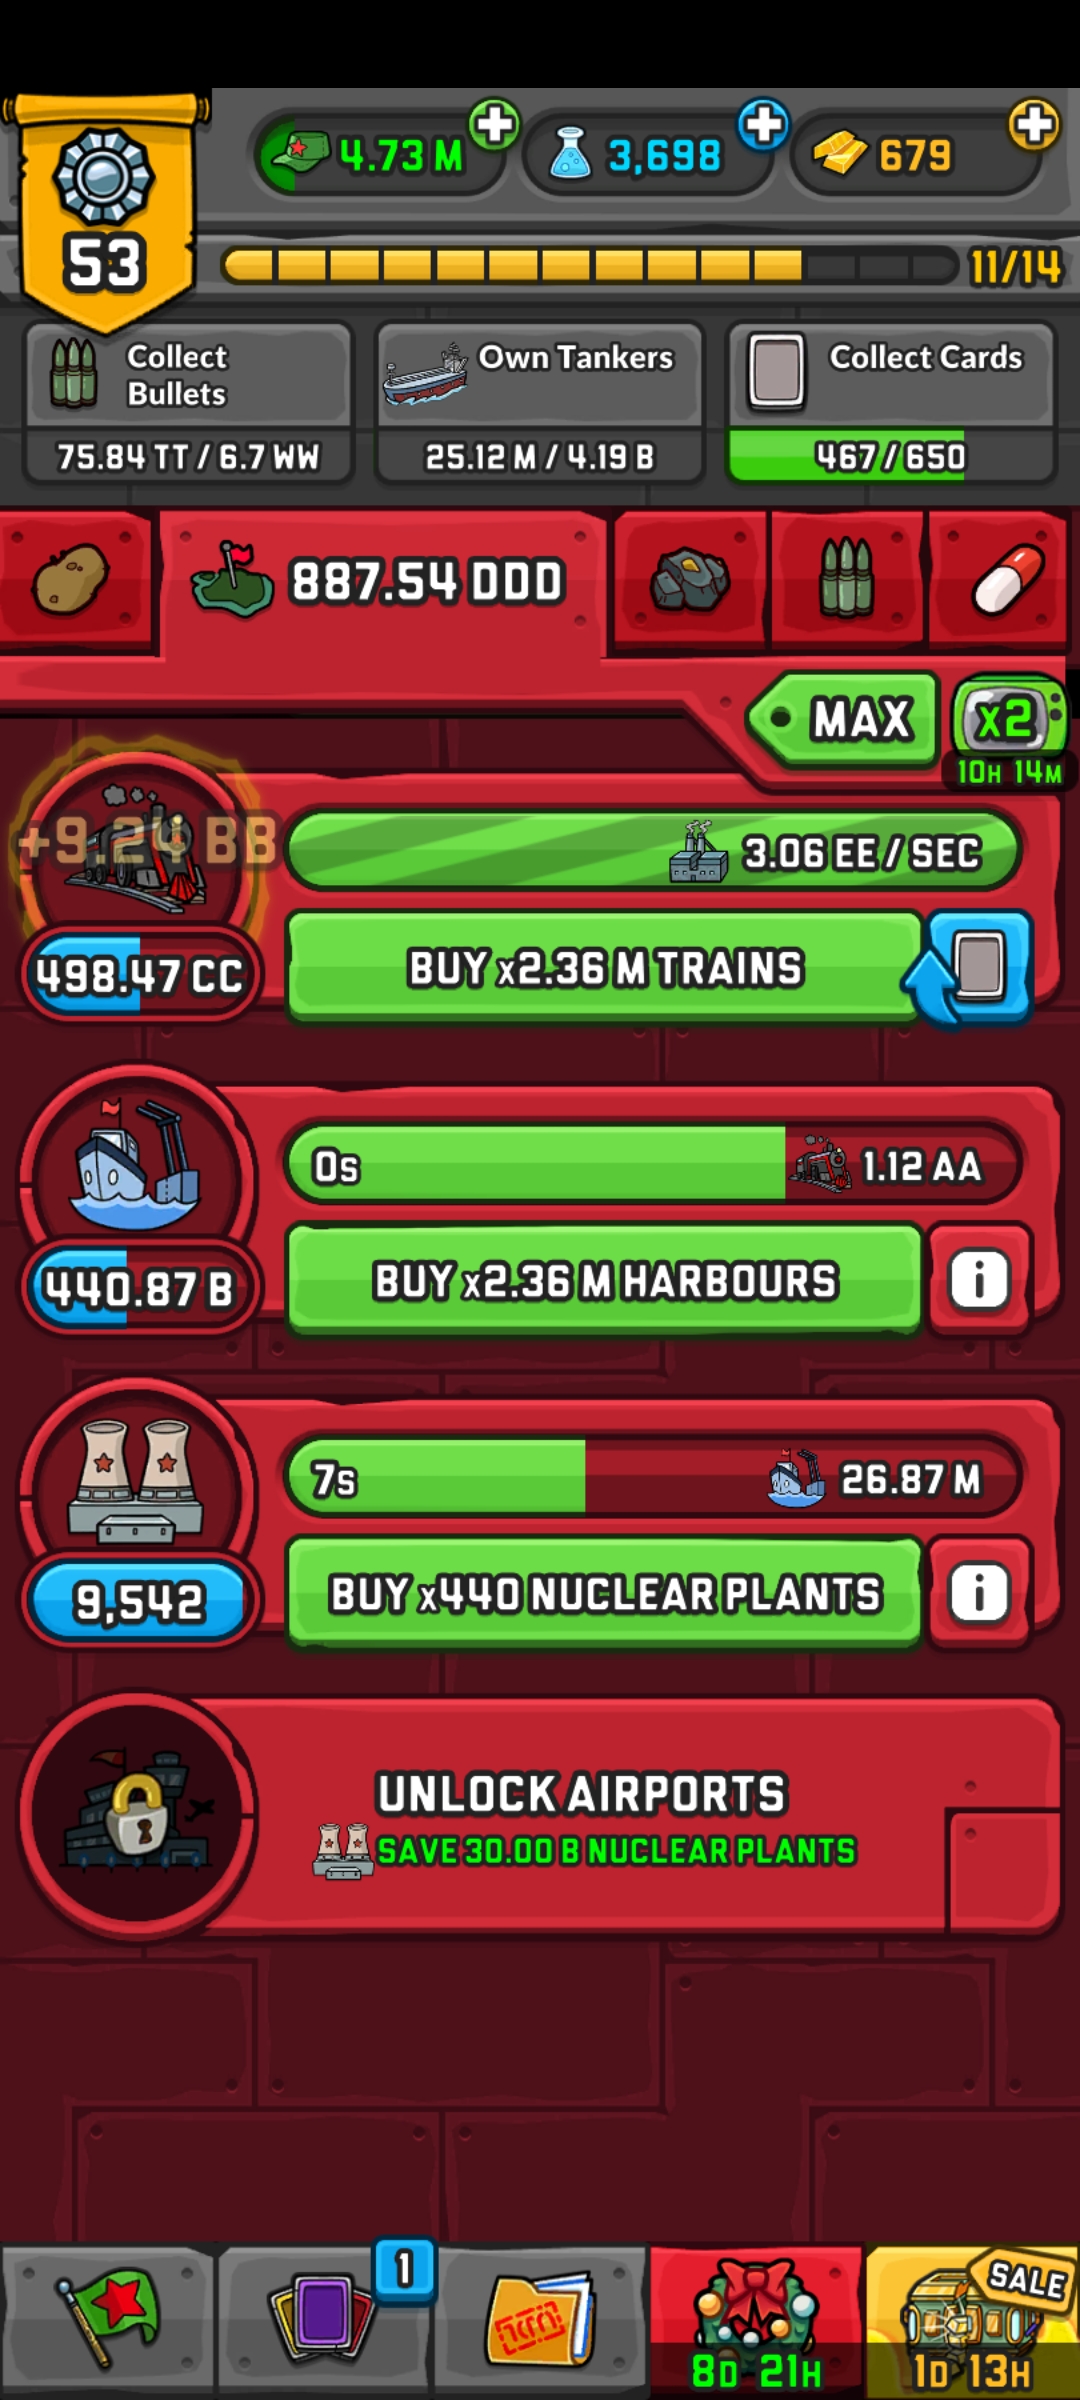 4.73 M
3,698
679
53
11/14
Collect
Bullets
75.84 TT / 6.7 WW
Own Tankers
25.12 M / 4.19 B
Collect Cards
467 / 650
887.54 DDD
MAX
x2
10H 14M
+9.24 BB
3.06 EE / SEC
498.47 CC
BUY x2.36 M TRAINS
0s
1.12 AA
440.87 B
BUY x2.36 M HARBOURS
i
7s
26.87 M
9,542
BUY x440 NUCLEAR PLANTS
i
UNLOCK AIRPORTS
SAVE 30.00 B NUCLEAR PLANTS
1
8D 21H
SALE
1D 13H